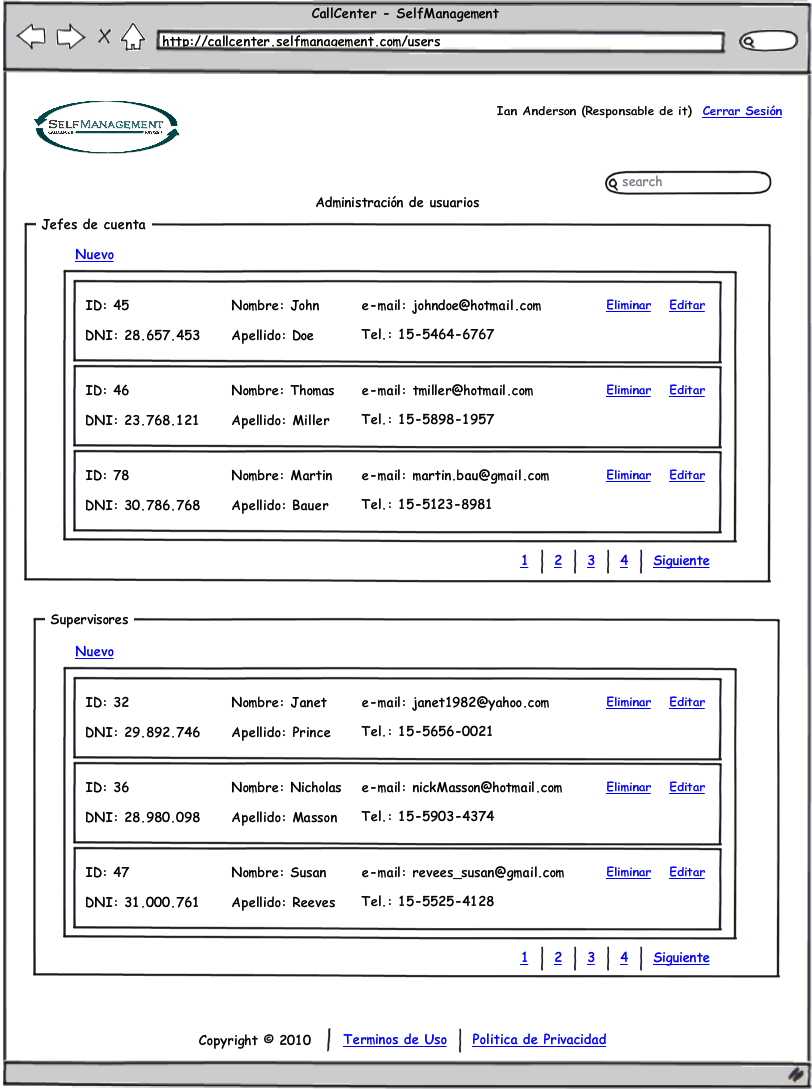 CallCenter - SelfManagement
http://callcenter.selfmanagement.com/users
SELFMANAGEMENT
Ian Anderson (Responsable de it) Cerrar Sesión
search
Administración de usuarios
Jefes de cuenta
Nuevo
ID: 45 Nombre: John e-mail: johndoe@hotmail.com Eliminar Editar
DNI: 28.657.453 Apellido: Doe Tel.: 15-5464-6767
ID: 46 Nombre: Thomas e-mail: tmiller@hotmail.com Eliminar Editar
DNI: 23.768.121 Apellido: Miller Tel.: 15-5898-1957
ID: 78 Nombre: Martin e-mail: martin.bau@gmail.com Eliminar Editar
DNI: 30.786.768 Apellido: Bauer Tel.: 15-5123-8981
1 | 2 | 3 | 4 | Siguiente
Supervisores
Nuevo
ID: 32 Nombre: Janet e-mail: janet1982@yahoo.com Eliminar Editar
DNI: 29.892.746 Apellido: Prince Tel.: 15-5656-0021
ID: 36 Nombre: Nicholas e-mail: nickMasson@hotmail.com Eliminar Editar
DNI: 28.980.098 Apellido: Masson Tel.: 15-5903-4374
ID: 47 Nombre: Susan e-mail: revees_susan@gmail.com Eliminar Editar
DNI: 31.000.761 Apellido: Reeves Tel.: 15-5525-4128
1 | 2 | 3 | 4 | Siguiente
Copyright © 2010 | Terminos de Uso | Politica de Privacidad